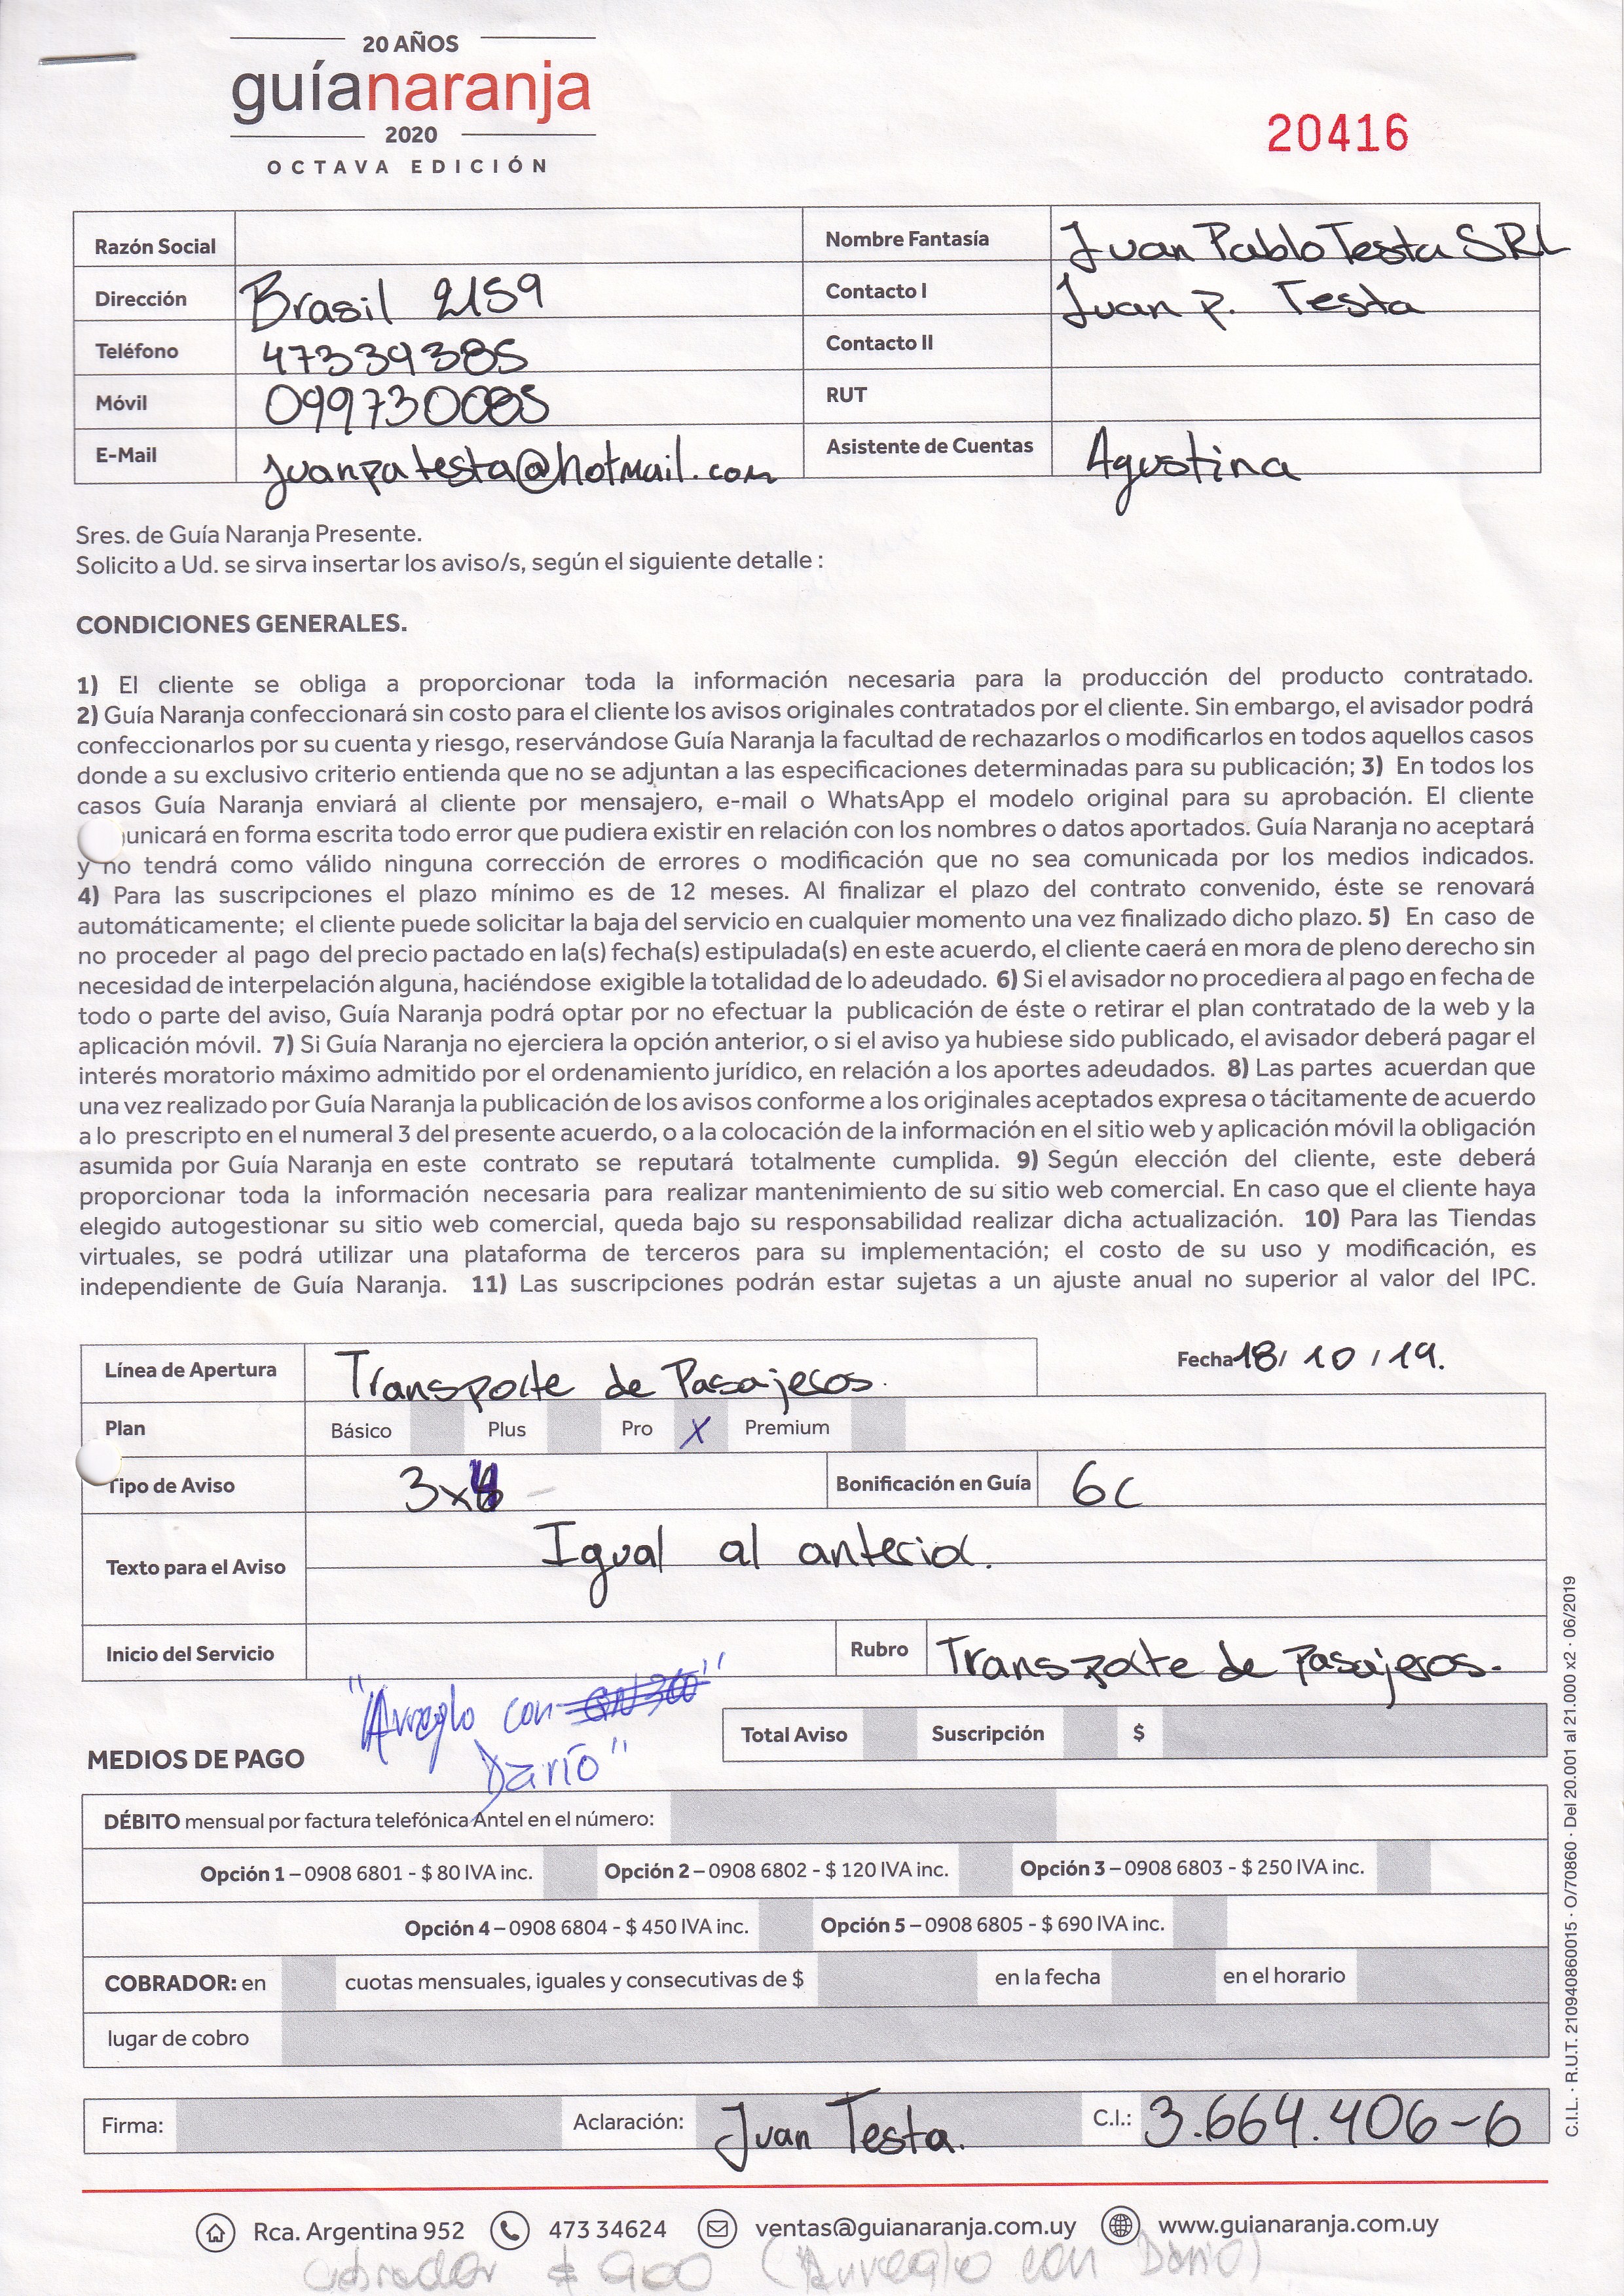 20 AÑOS
guíanaranja
2020
OCTAVA EDICIÓN
20416
Razón Social
Nombre Fantasía Juan Pablo Testa SRL
Dirección Brasil 2159 Contacto I Juan P. Testa
Teléfono 47339385 Contacto II
Móvil 099730085 RUT
E-Mail juanpatesta@hotmail.com Asistente de Cuentas Agustina
Sres. de Guía Naranja Presente.
Solicito a Ud. se sirva insertar los aviso/s, según el siguiente detalle :
CONDICIONES GENERALES.
1) El cliente se obliga a proporcionar toda la información necesaria para la producción del producto contratado.
2) Guía Naranja confeccionará sin costo para el cliente los avisos originales contratados por el cliente. Sin embargo, el avisador podrá
confeccionarlos por su cuenta y riesgo, reservándose Guía Naranja la facultad de rechazarlos o modificarlos en todos aquellos casos
donde a su exclusivo criterio entienda que no se adjuntan a las especificaciones determinadas para su publicación; 3) En todos los
casos Guía Naranja enviará al cliente por mensajero, e-mail o WhatsApp el modelo original para su aprobación. El cliente
unicará en forma escrita todo error que pudiera existir en relación con los nombres o datos aportados. Guía Naranja no aceptará
y no tendrá como válido ninguna corrección de errores o modificación que no sea comunicada por los medios indicados.
4) Para las suscripciones el plazo mínimo es de 12 meses. Al finalizar el plazo del contrato convenido, éste se renovará
automáticamente; el cliente puede solicitar la baja del servicio en cualquier momento una vez finalizado dicho plazo. 5) En caso de
no proceder al pago del precio pactado en la(s) fecha(s) estipulada(s) en este acuerdo, el cliente caerá en mora de pleno derecho sin
necesidad de interpelación alguna, haciéndose exigible la totalidad de lo adeudado. 6) Si el avisador no procediera al pago en fecha de
todo o parte del aviso, Guía Naranja podrá optar por no efectuar la publicación de éste o retirar el plan contratado de la web y la
aplicación móvil. 7) Si Guía Naranja no ejerciera la opción anterior, o si el aviso ya hubiese sido publicado, el avisador deberá pagar el
interés moratorio máximo admitido por el ordenamiento jurídico, en relación a los aportes adeudados. 8) Las partes acuerdan que
una vez realizado por Guía Naranja la publicación de los avisos conforme a los originales aceptados expresa o tácitamente de acuerdo
a lo prescripto en el numeral 3 del presente acuerdo, o a la colocación de la información en el sitio web y aplicación móvil la obligación
asumida por Guía Naranja en este contrato se reputará totalmente cumplida. 9) Según elección del cliente, este deberá
proporcionar toda la información necesaria para realizar mantenimiento de su sitio web comercial. En caso que el cliente haya
elegido autogestionar su sitio web comercial, queda bajo su responsabilidad realizar dicha actualización. 10) Para las Tiendas
virtuales, se podrá utilizar una plataforma de terceros para su implementación; el costo de su uso y modificación, es
independiente de Guía Naranja. 11) Las suscripciones podrán estar sujetas a un ajuste anual no superior al valor del IPC.
Línea de Apertura Transporte de Pasajeros. Fecha 18/ 10 / 19.
Plan Básico Plus Pro X Premium
Tipo de Aviso 3x4 Bonificación en Guía 6c
Texto para el Aviso Igual al anterior.
Inicio del Servicio Rubro Transporte de Pasajeros.
"Arreglo con
Darío"
Total Aviso Suscripción $
MEDIOS DE PAGO
DÉBITO mensual por factura telefónica Antel en el número:
Opción 1 – 0908 6801 - $ 80 IVA inc. Opción 2 – 0908 6802 - $ 120 IVA inc. Opción 3 – 0908 6803 - $ 250 IVA inc.
Opción 4 – 0908 6804 - $ 450 IVA inc. Opción 5 – 0908 6805 - $ 690 IVA inc.
COBRADOR: en cuotas mensuales, iguales y consecutivas de $ en la fecha en el horario
lugar de cobro
Firma: Aclaración: Juan Testa. C.I.: 3.664.406-6
Rca. Argentina 952 473 34624 ventas@guianaranja.com.uy www.guianaranja.com.uy
Cobrador $ 900 (Arreglo con Darío)
C.I.L. · R.U.T. 210940860015 · O/70860 · Del 20.001 al 21.000 x2 · 06/2019